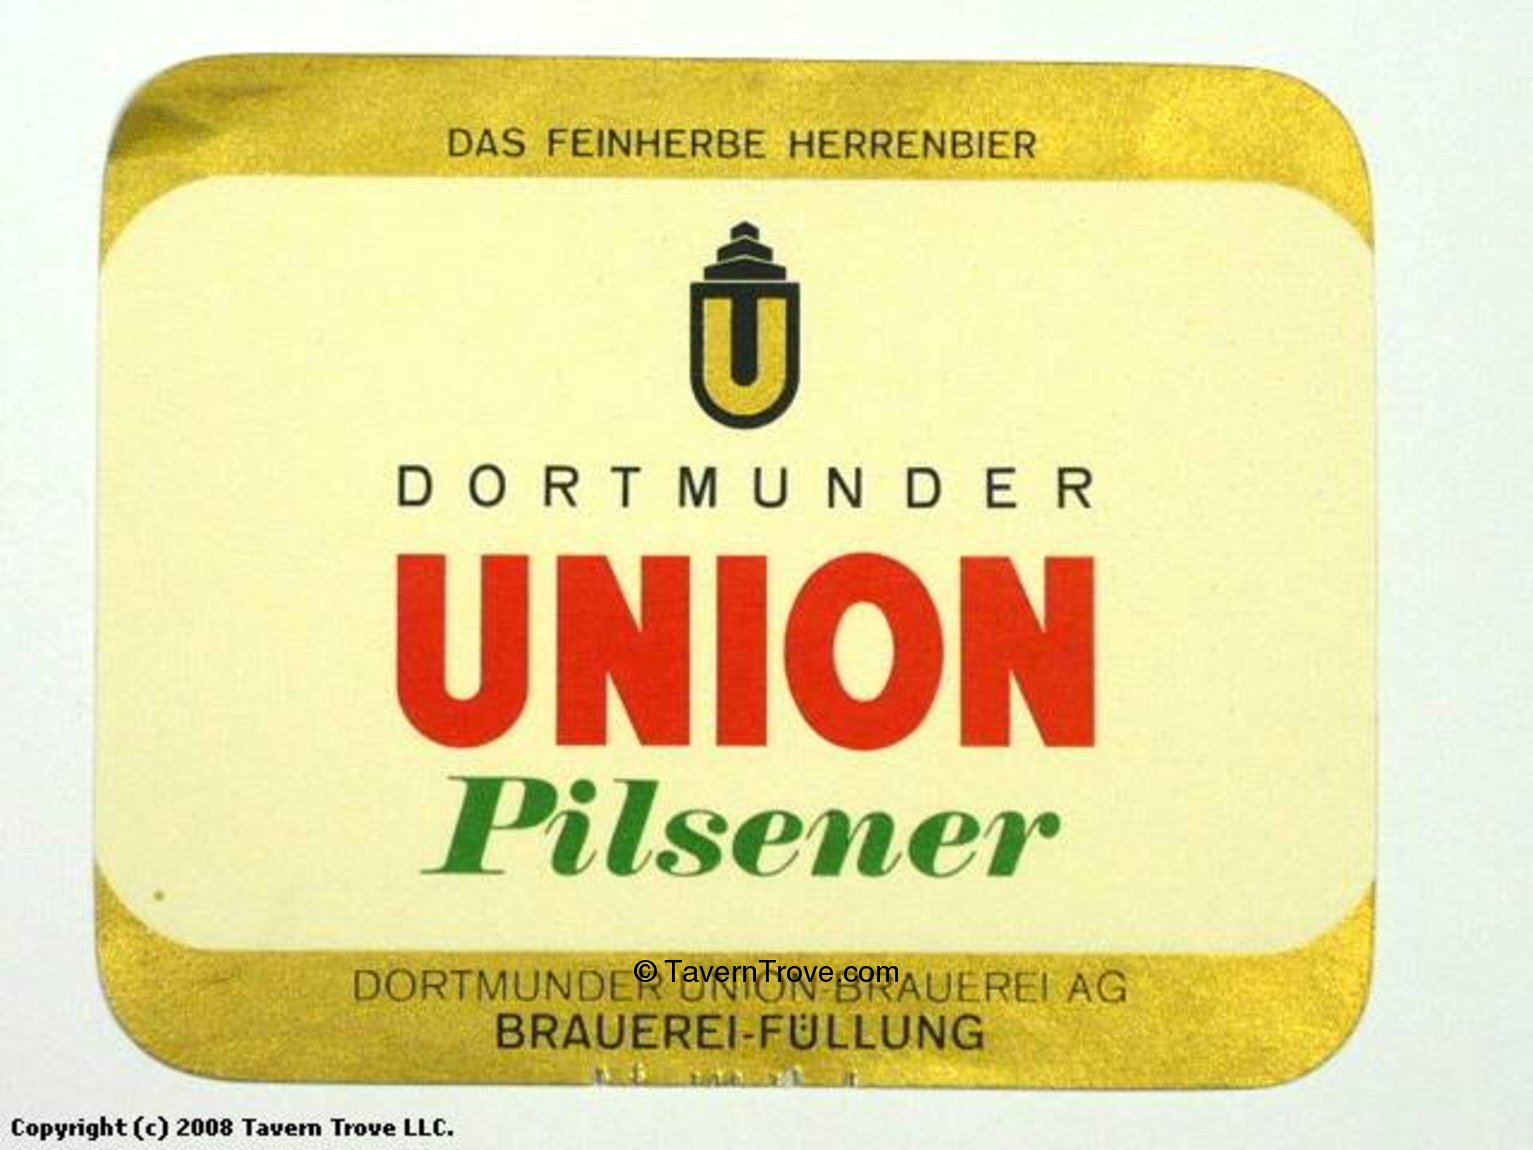 DAS FEINHERBE HERRENBIER
U
DORTMUNDER
UNION
Pilsener
© TavernTrove.com
DORTMUNDER UNION-BRAUEREI AG
BRAUEREI-FÜLLUNG
Copyright (c) 2008 Tavern Trove LLC.